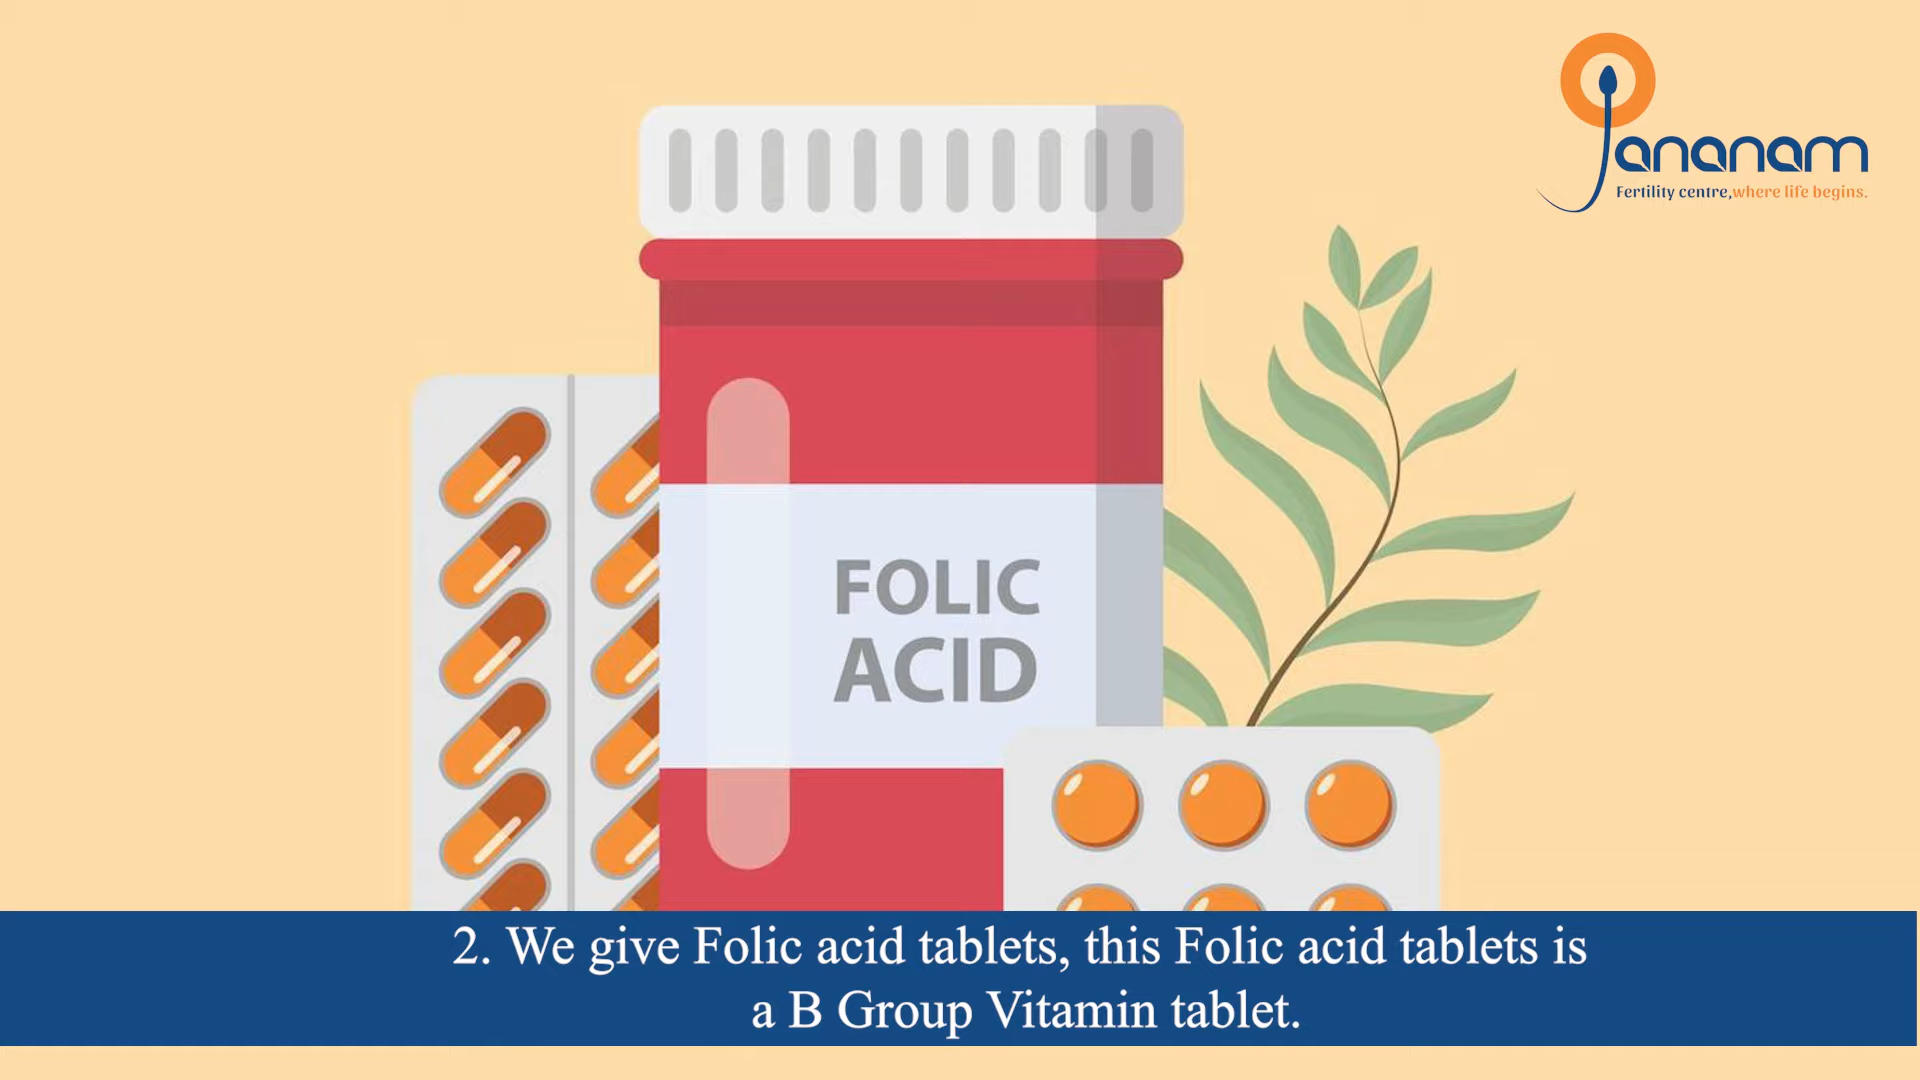 Jananam
Fertility centre,where life begins.
FOLIC
ACID
2. We give Folic acid tablets, this Folic acid tablets is
a B Group Vitamin tablet.